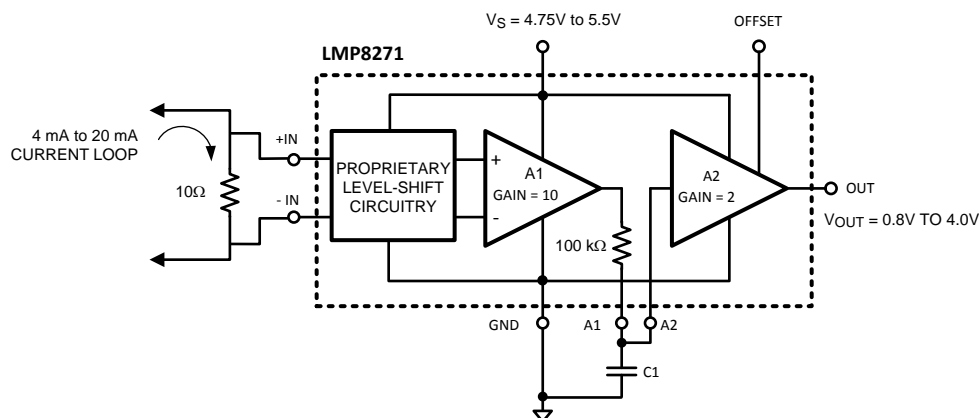 VS = 4.75V to 5.5V
OFFSET
LMP8271
4 mA to 20 mA
CURRENT LOOP
+IN
10Ω
- IN
PROPRIETARY
LEVEL-SHIFT
CIRCUITRY
+
-
A1
GAIN = 10
A2
GAIN = 2
OUT
VOUT = 0.8V TO 4.0V
100 kΩ
GND
A1
A2
C1